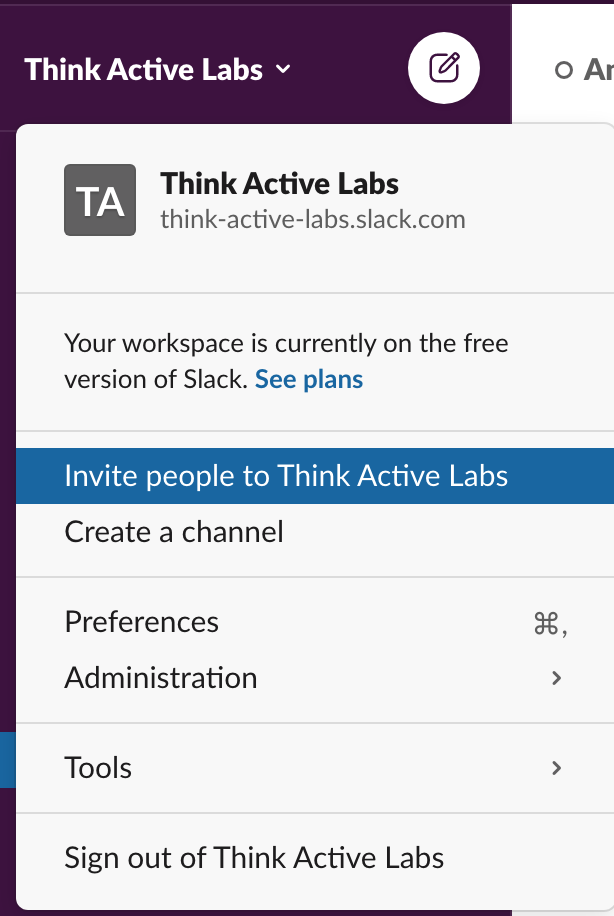 Think Active Labs
TA
Think Active Labs
think-active-labs.slack.com
Your workspace is currently on the free
version of Slack. See plans
Invite people to Think Active Labs
Create a channel
Preferences ⌘,
Administration
Tools
Sign out of Think Active Labs